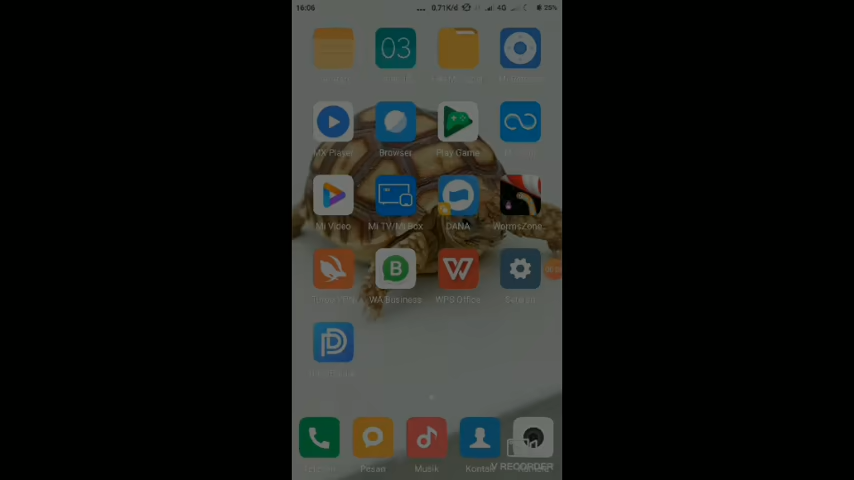 16:06 ... 0.71K/d 4G 25%
03
MX Player Browser Play Game
Mi Video Mi TV/Mi Box DANA WormsZone...
WA Business WPS Office
Pesan Musik Kontak
V RECORDER